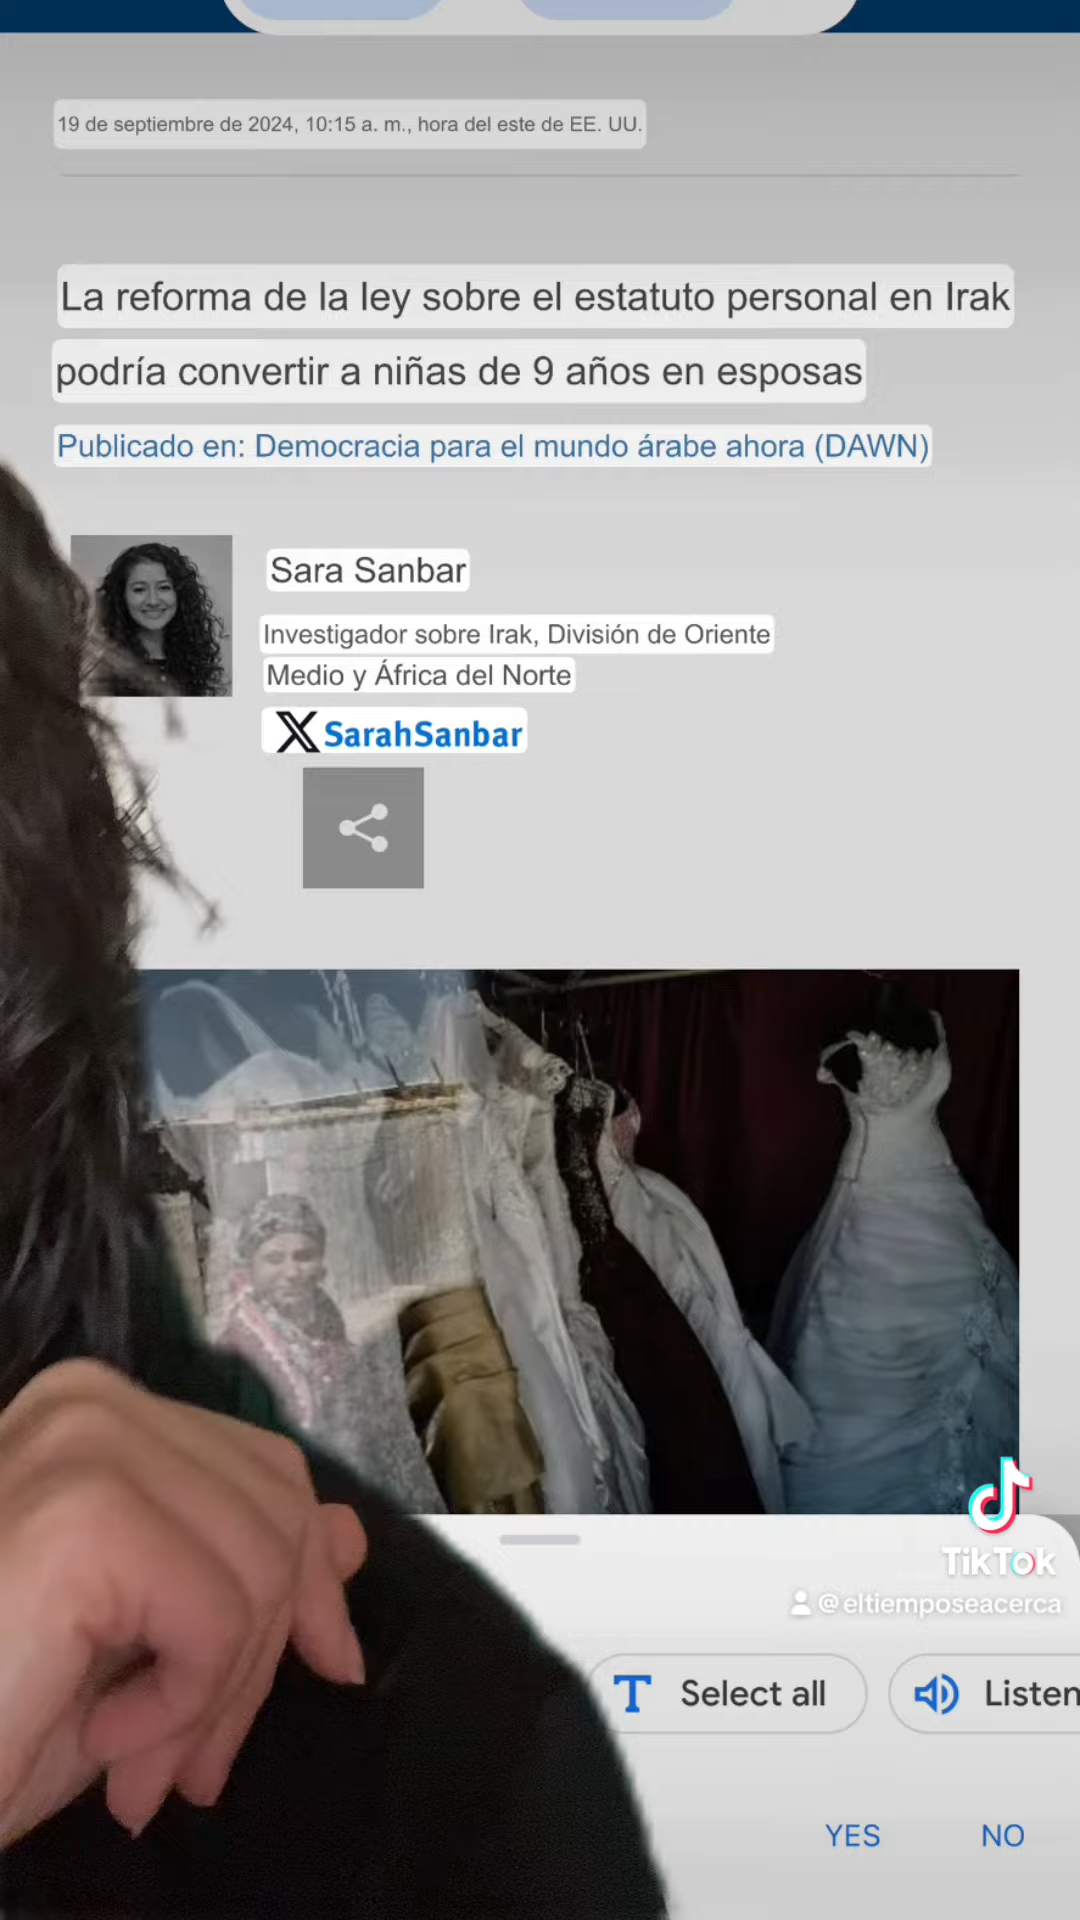 19 de septiembre de 2024, 10:15 a. m., hora del este de EE. UU.
La reforma de la ley sobre el estatuto personal en Irak
podría convertir a niñas de 9 años en esposas
Publicado en: Democracia para el mundo árabe ahora (DAWN)
Sara Sanbar
Investigador sobre Irak, División de Oriente
Medio y África del Norte
X SarahSanbar
TikTok
@eltiemposeacerca
Select all
Listen
YES
NO